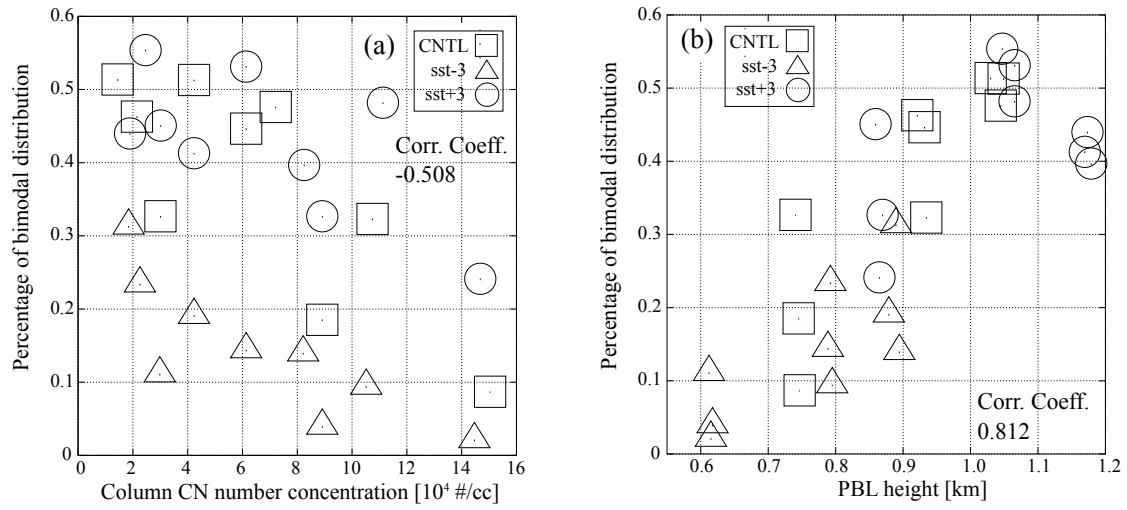 (a)
CNTL
sst-3
sst+3
Corr. Coeff.
-0.508
0.6
0.5
0.4
0.3
0.2
0.1
0
Percentage of bimodal distribution
0 2 4 6 8 10 12 14 16
Column CN number concentration [10⁴ #/cc]
(b)
CNTL
sst-3
sst+3
Corr. Coeff.
0.812
0.6
0.5
0.4
0.3
0.2
0.1
0
Percentage of bimodal distribution
0.6 0.7 0.8 0.9 1.0 1.1 1.2
PBL height [km]